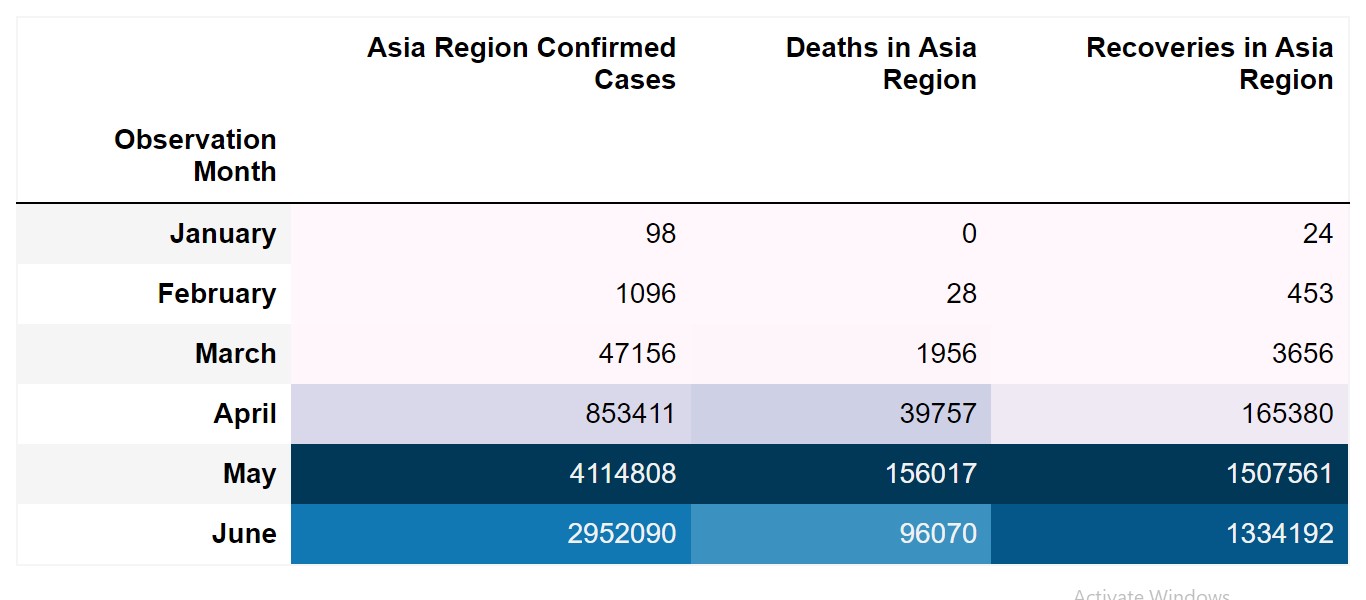 Asia Region Confirmed Cases Deaths in Asia Region Recoveries in Asia Region
Observation Month
January 98 0 24
February 1096 28 453
March 47156 1956 3656
April 853411 39757 165380
May 4114808 156017 1507561
June 2952090 96070 1334192
Activate Windows